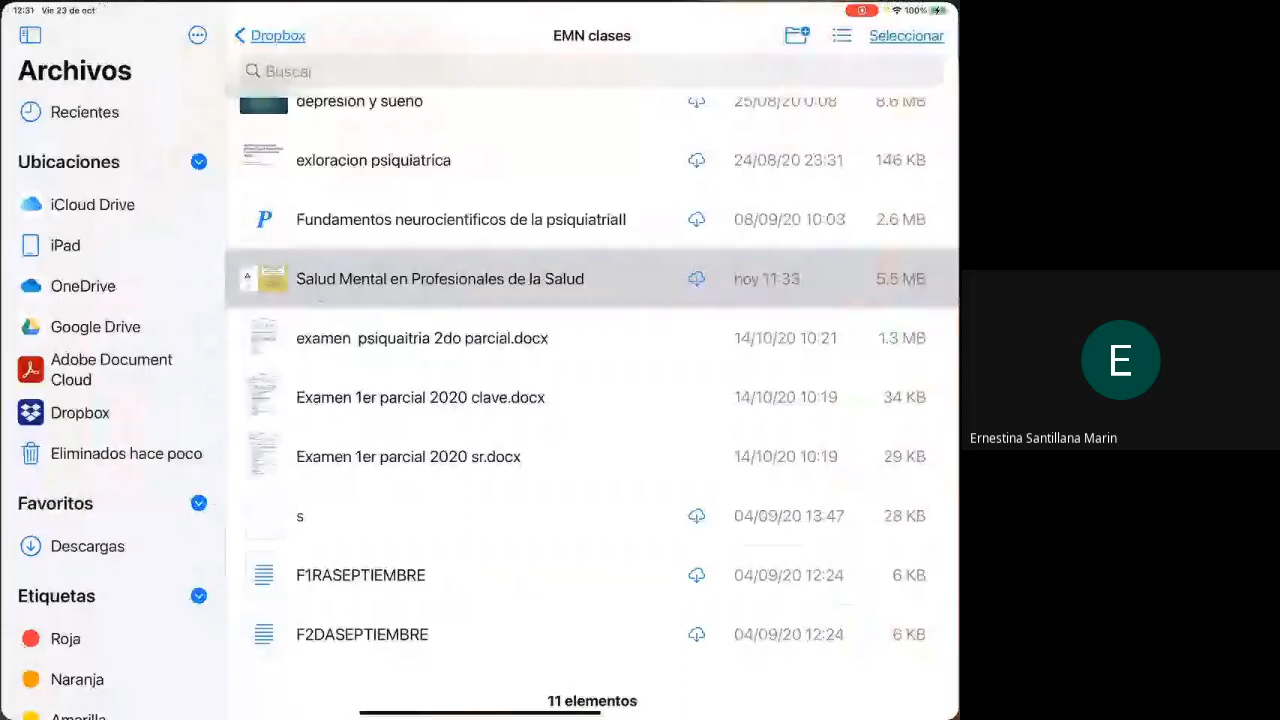 12:31 Vie 23 de oct
100%
Archivos
Recientes
Ubicaciones
iCloud Drive
iPad
OneDrive
Google Drive
Adobe Document
Cloud
Dropbox
Eliminados hace poco
Favoritos
Descargas
Etiquetas
Roja
Naranja
Amarilla
Dropbox
EMN clases
Seleccionar
Buscar
depresion y sueño 25/08/20 0:08 8.6 MB
exloracion psiquiatrica 24/08/20 23:31 146 KB
P Fundamentos neurocientificos de la psiquiatriaII 08/09/20 10:03 2.6 MB
Salud Mental en Profesionales de la Salud hoy 11:33 5.5 MB
examen psiquaitria 2do parcial.docx 14/10/20 10:21 1.3 MB
Examen 1er parcial 2020 clave.docx 14/10/20 10:19 34 KB
Examen 1er parcial 2020 sr.docx 14/10/20 10:19 29 KB
s 04/09/20 13:47 28 KB
F1RASEPTIEMBRE 04/09/20 12:24 6 KB
F2DASEPTIEMBRE 04/09/20 12:24 6 KB
11 elementos
E
Ernestina Santillana Marin